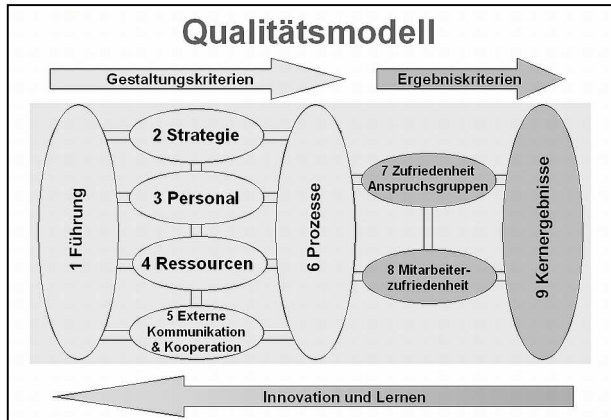 Qualitätsmodell
Gestaltungskriterien
Ergebniskriterien
1 Führung
2 Strategie
3 Personal
4 Ressourcen
5 Externe
Kommunikation
& Kooperation
6 Prozesse
7 Zufriedenheit
Anspruchsgruppen
8 Mitarbeiter-
zufriedenheit
9 Kernergebnisse
Innovation und Lernen